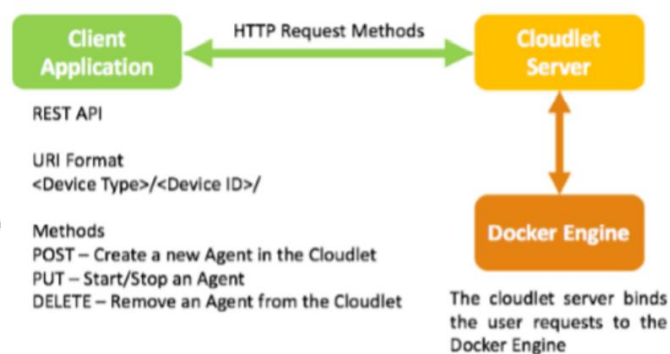 Client
Application
HTTP Request Methods
Cloudlet
Server
REST API
URI Format
<Device Type>/<Device ID>/
Methods
POST – Create a new Agent in the Cloudlet
PUT – Start/Stop an Agent
DELETE – Remove an Agent from the Cloudlet
Docker Engine
The cloudlet server binds
the user requests to the
Docker Engine